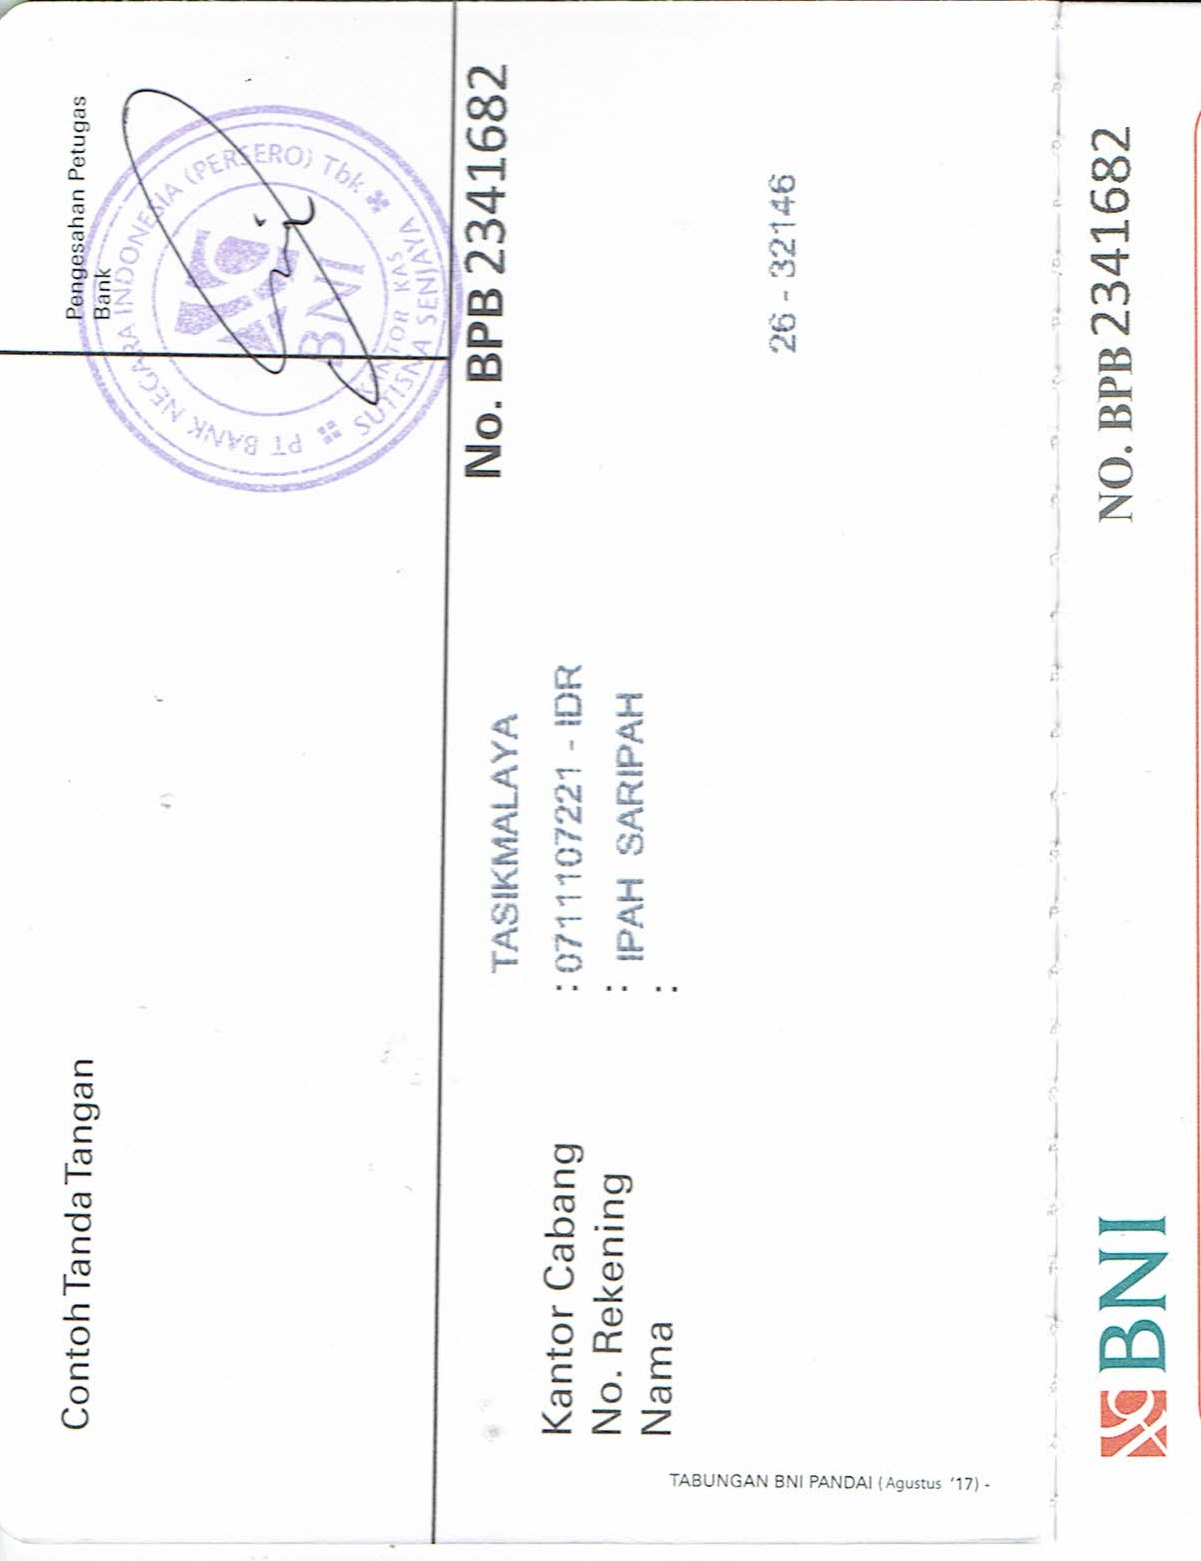 Contoh Tanda Tangan
Pengesahan Petugas
Bank
PT BANK NEGARA INDONESIA (PERSERO) Tbk
BNI
KANTOR KAS
SUTISNA SENJAYA
No. BPB 2341682
TASIKMALAYA
Kantor Cabang : 0711107221 - IDR
No. Rekening : IPAH SARIPAH
Nama :
26 - 32146
TABUNGAN BNI PANDAI (Agustus '17) -
BNI
NO. BPB 2341682